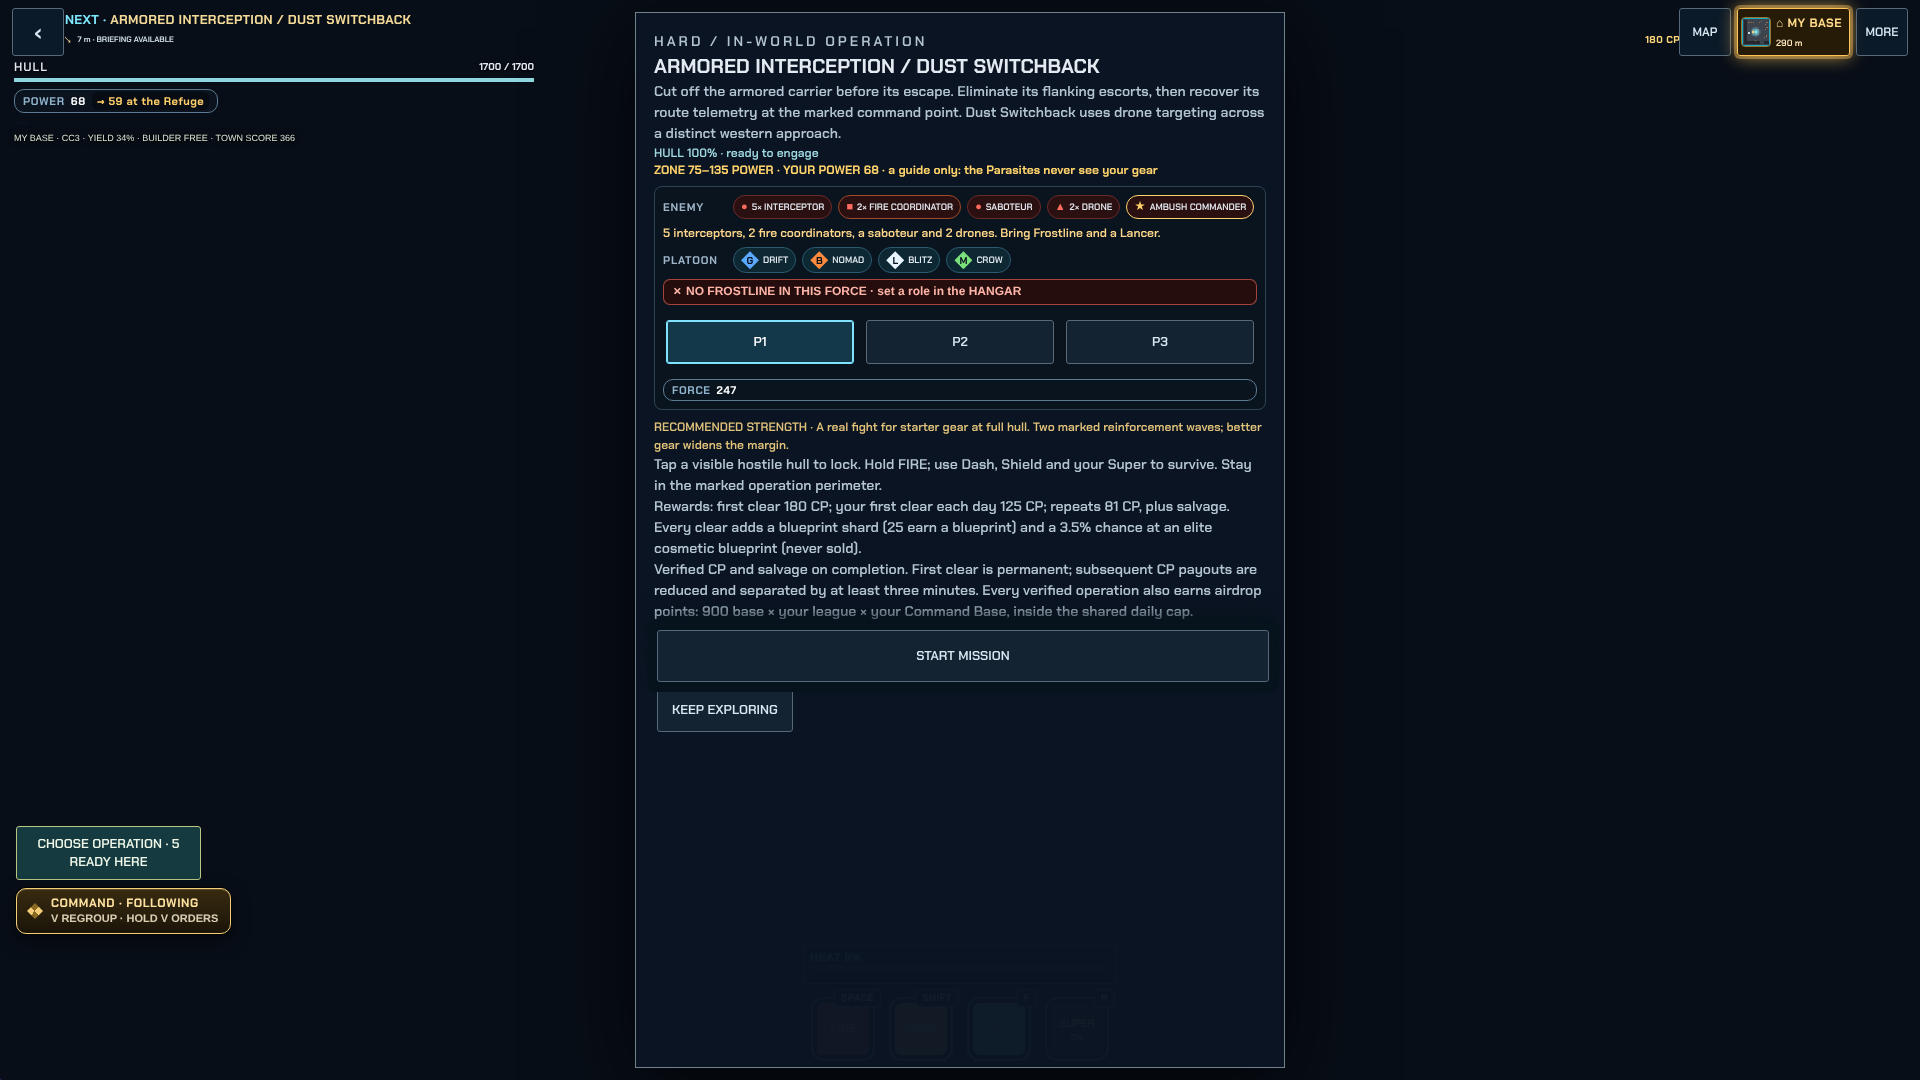 NEXT · ARMORED INTERCEPTION / DUST SWITCHBACK
7 m · BRIEFING AVAILABLE
HULL 1700 / 1700
POWER 68 → 59 at the Refuge
MY BASE · CC3 · YIELD 34% · BUILDER FREE · TOWN SCORE 366
180 CP
MAP
⌂ MY BASE
290 m
MORE
HARD / IN-WORLD OPERATION
ARMORED INTERCEPTION / DUST SWITCHBACK
Cut off the armored carrier before its escape. Eliminate its flanking escorts, then recover its
route telemetry at the marked command point. Dust Switchback uses drone targeting across
a distinct western approach.
HULL 100% · ready to engage
ZONE 75–135 POWER · YOUR POWER 68 · a guide only: the Parasites never see your gear
ENEMY ● 5× INTERCEPTOR ■ 2× FIRE COORDINATOR ● SABOTEUR ▲ 2× DRONE ★ AMBUSH COMMANDER
5 interceptors, 2 fire coordinators, a saboteur and 2 drones. Bring Frostline and a Lancer.
PLATOON G DRIFT B NOMAD L BLITZ M CROW
× NO FROSTLINE IN THIS FORCE · set a role in the HANGAR
P1 P2 P3
FORCE 247
RECOMMENDED STRENGTH · A real fight for starter gear at full hull. Two marked reinforcement waves; better
gear widens the margin.
Tap a visible hostile hull to lock. Hold FIRE; use Dash, Shield and your Super to survive. Stay
in the marked operation perimeter.
Rewards: first clear 180 CP; your first clear each day 125 CP; repeats 81 CP, plus salvage.
Every clear adds a blueprint shard (25 earn a blueprint) and a 3.5% chance at an elite
cosmetic blueprint (never sold).
Verified CP and salvage on completion. First clear is permanent; subsequent CP payouts are
reduced and separated by at least three minutes. Every verified operation also earns airdrop
points: 900 base × your league × your Command Base, inside the shared daily cap.
START MISSION
KEEP EXPLORING
CHOOSE OPERATION · 5
READY HERE
COMMAND · FOLLOWING
V REGROUP · HOLD V ORDERS
SPACE SHIFT
SUPER